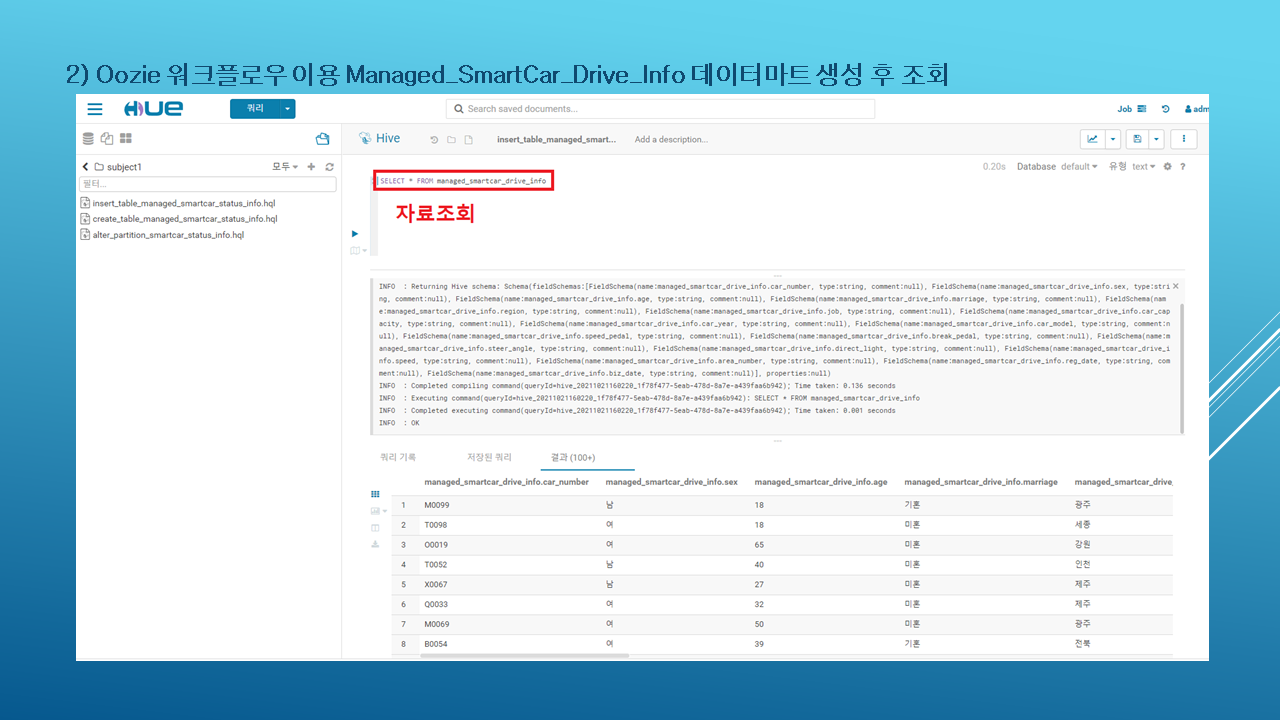 2) Oozie 워크플로우 이용 Managed_SmartCar_Drive_Info 데이터마트 생성 후 조회
HUE
쿼리
Search saved documents...
Job
adm
subject1
모두
필터...
insert_table_managed_smartcar_status_info.hql
create_table_managed_smartcar_status_info.hql
alter_partition_smartcar_status_info.hql
Hive
insert_table_managed_smart...
Add a description...
0.20s Database default 유형 text ?
SELECT * FROM managed_smartcar_drive_info
자료조회
INFO : Returning Hive schema: Schema(fieldSchemas:[FieldSchema(name:managed_smartcar_drive_info.car_number, type:string, comment:null), FieldSchema(name:managed_smartcar_drive_info.sex, type:stri
ng, comment:null), FieldSchema(name:managed_smartcar_drive_info.age, type:string, comment:null), FieldSchema(name:managed_smartcar_drive_info.marriage, type:string, comment:null), FieldSchema(nam
e:managed_smartcar_drive_info.region, type:string, comment:null), FieldSchema(name:managed_smartcar_drive_info.job, type:string, comment:null), FieldSchema(name:managed_smartcar_drive_info.car_cap
acity, type:string, comment:null), FieldSchema(name:managed_smartcar_drive_info.car_year, type:string, comment:null), FieldSchema(name:managed_smartcar_drive_info.car_model, type:string, comment:n
ull), FieldSchema(name:managed_smartcar_drive_info.speed_pedal, type:string, comment:null), FieldSchema(name:managed_smartcar_drive_info.break_pedal, type:string, comment:null), FieldSchema(name:m
anaged_smartcar_drive_info.steer_angle, type:string, comment:null), FieldSchema(name:managed_smartcar_drive_info.direct_light, type:string, comment:null), FieldSchema(name:managed_smartcar_drive_i
nfo.speed, type:string, comment:null), FieldSchema(name:managed_smartcar_drive_info.area_number, type:string, comment:null), FieldSchema(name:managed_smartcar_drive_info.reg_date, type:string, com
ment:null), FieldSchema(name:managed_smartcar_drive_info.biz_date, type:string, comment:null)], properties:null)
INFO : Completed compiling command(queryId=hive_20211021160220_1f78f477-5eab-478d-8a7e-a439faa6b942); Time taken: 0.136 seconds
INFO : Executing command(queryId=hive_20211021160220_1f78f477-5eab-478d-8a7e-a439faa6b942): SELECT * FROM managed_smartcar_drive_info
INFO : Completed executing command(queryId=hive_20211021160220_1f78f477-5eab-478d-8a7e-a439faa6b942); Time taken: 0.001 seconds
INFO : OK
쿼리 기록 저장된 쿼리 결과 (100+)
managed_smartcar_drive_info.car_number managed_smartcar_drive_info.sex managed_smartcar_drive_info.age managed_smartcar_drive_info.marriage managed_smartcar_drive_
1 M0099 남 18 기혼 광주
2 T0098 여 18 미혼 세종
3 O0019 여 65 미혼 강원
4 T0052 남 40 미혼 인천
5 X0067 남 27 미혼 제주
6 Q0033 여 32 미혼 제주
7 M0069 여 50 미혼 광주
8 B0054 여 39 기혼 전북